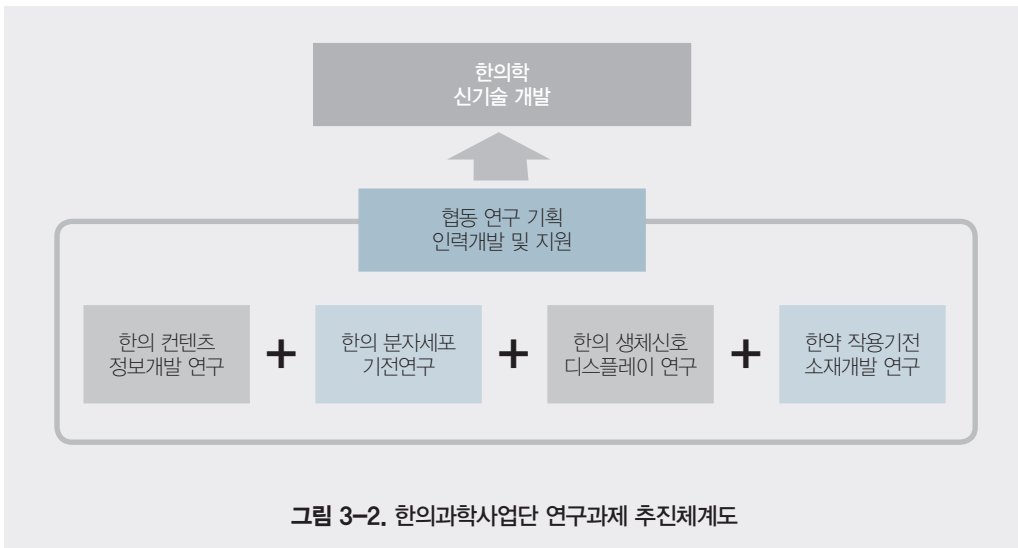 한의학
신기술 개발
협동 연구 기획
인력개발 및 지원
한의 컨텐츠
정보개발 연구
+
한의 분자세포
기전연구
+
한의 생체신호
디스플레이 연구
+
한약 작용기전
소재개발 연구
그림 3-2. 한의과학사업단 연구과제 추진체계도